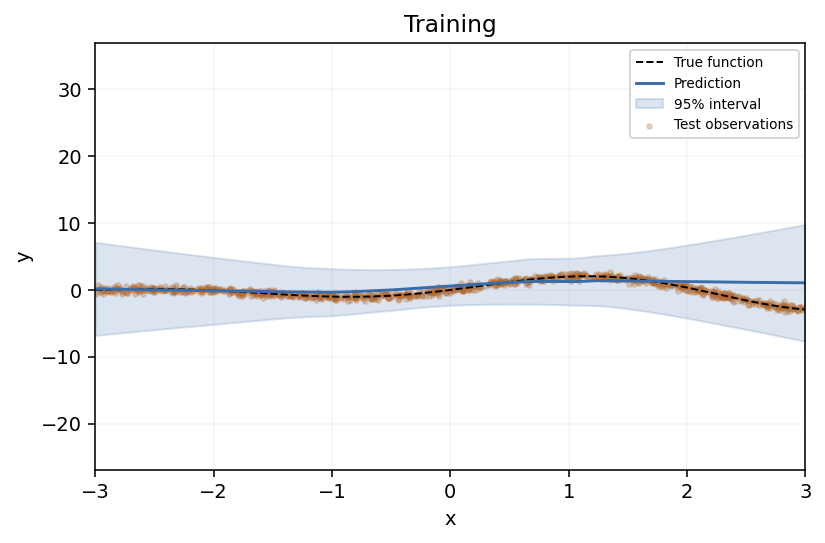 Training
True function
Prediction
95% interval
Test observations
30
20
10
0
−10
−20
y
−3 −2 −1 0 1 2 3
x